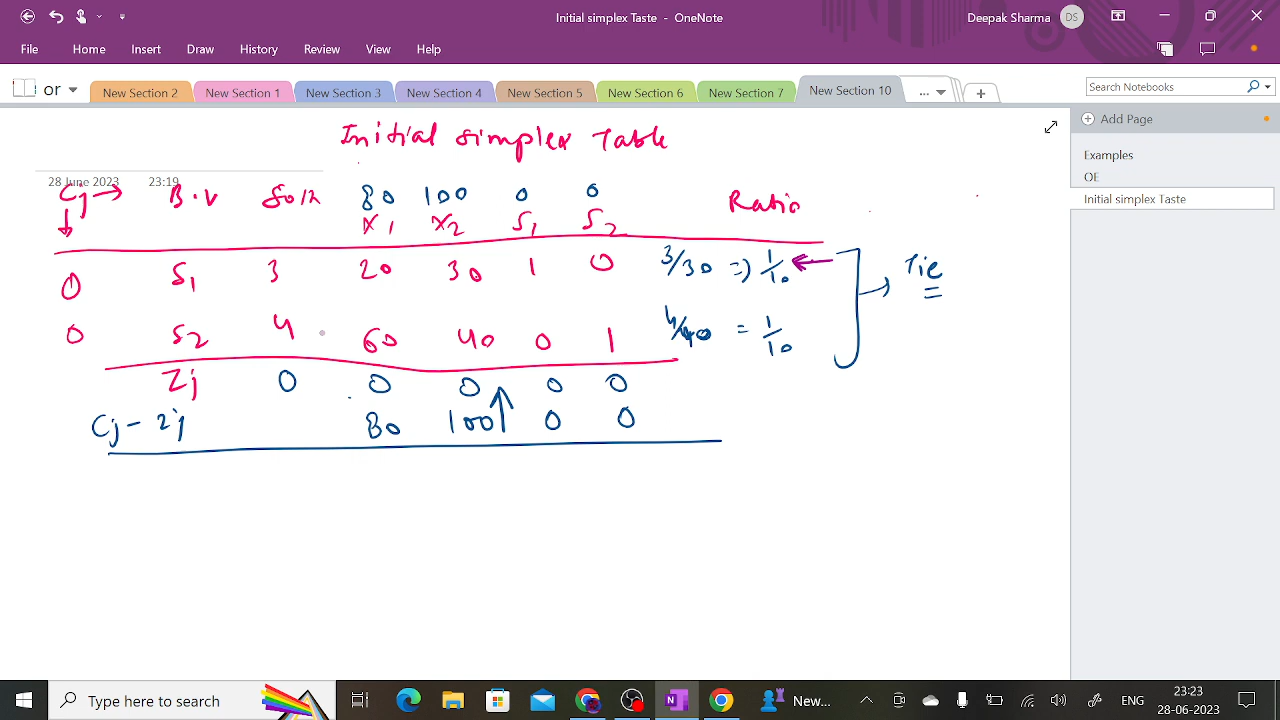 Initial simplex Taste - OneNote
Deepak Sharma DS
File Home Insert Draw History Review View Help
or New Section 2 New Section 1 New Section 3 New Section 4 New Section 5 New Section 6 New Section 7 New Section 10 ... +
Search Notebooks
Add Page
Examples
OE
Initial simplex Taste
Initial simplex Table
28 June 2023 23:19
Cj → B.V Soln 80 100 0 0 Ratio
↓ x1 x2 S1 S2
0 S1 3 20 30 1 0 3/30 => 1/10 ← → Tie
0 S2 4 60 40 0 1 4/40 = 1/10
Zj 0 0 0 0 0
Cj - Zj 80 100 ↑ 0 0
Type here to search
New...
ENG
23:28
28-06-2023